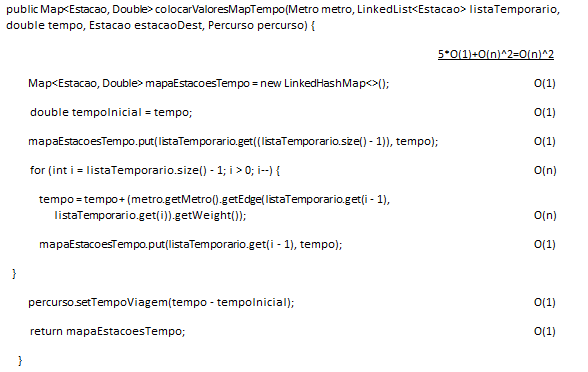 public Map<Estacao, Double> colocarValoresMapTempo(Metro metro, LinkedList<Estacao> listaTemporario,
double tempo, Estacao estacaoDest, Percurso percurso) {
5*O(1)+O(n)^2=O(n)^2
Map<Estacao, Double> mapaEstacoesTempo = new LinkedHashMap<>(); O(1)
double tempoInicial = tempo; O(1)
mapaEstacoesTempo.put(listaTemporario.get((listaTemporario.size() - 1)), tempo); O(1)
for (int i = listaTemporario.size() - 1; i > 0; i--) { O(n)
tempo = tempo + (metro.getMetro().getEdge(listaTemporario.get(i - 1),
listaTemporario.get(i)).getWeight()); O(n)
mapaEstacoesTempo.put(listaTemporario.get(i - 1), tempo); O(1)
}
percurso.setTempoViagem(tempo - tempoInicial); O(1)
return mapaEstacoesTempo; O(1)
}